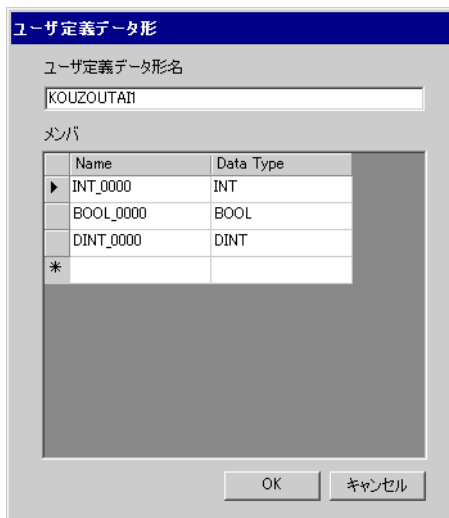 ユーザ定義データ形
ユーザ定義データ形名
KOUZOUTAI1
メンバ
Name Data Type
INT_0000 INT
BOOL_0000 BOOL
DINT_0000 DINT
*
OK キャンセル